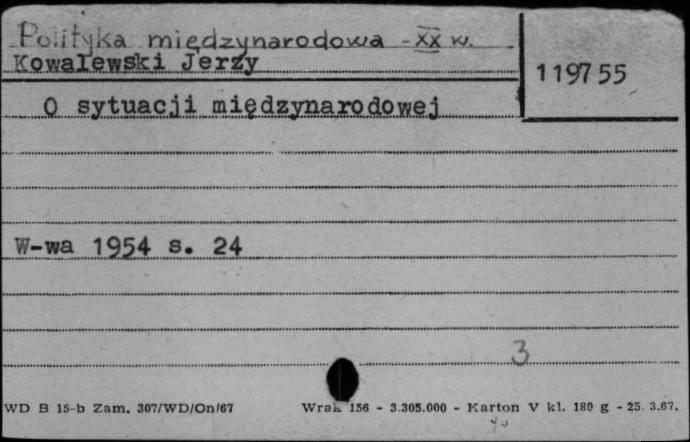 Polityka międzynarodowa - XX w.
Kowalewski Jerzy
119755
O sytuacji międzynarodowej
W-wa 1954 s. 24
3
WD B 15-b Zam. 307/WD/On/67 Wrak 156 - 3.305.000 - Karton V kl. 180 g - 25. 3.67.